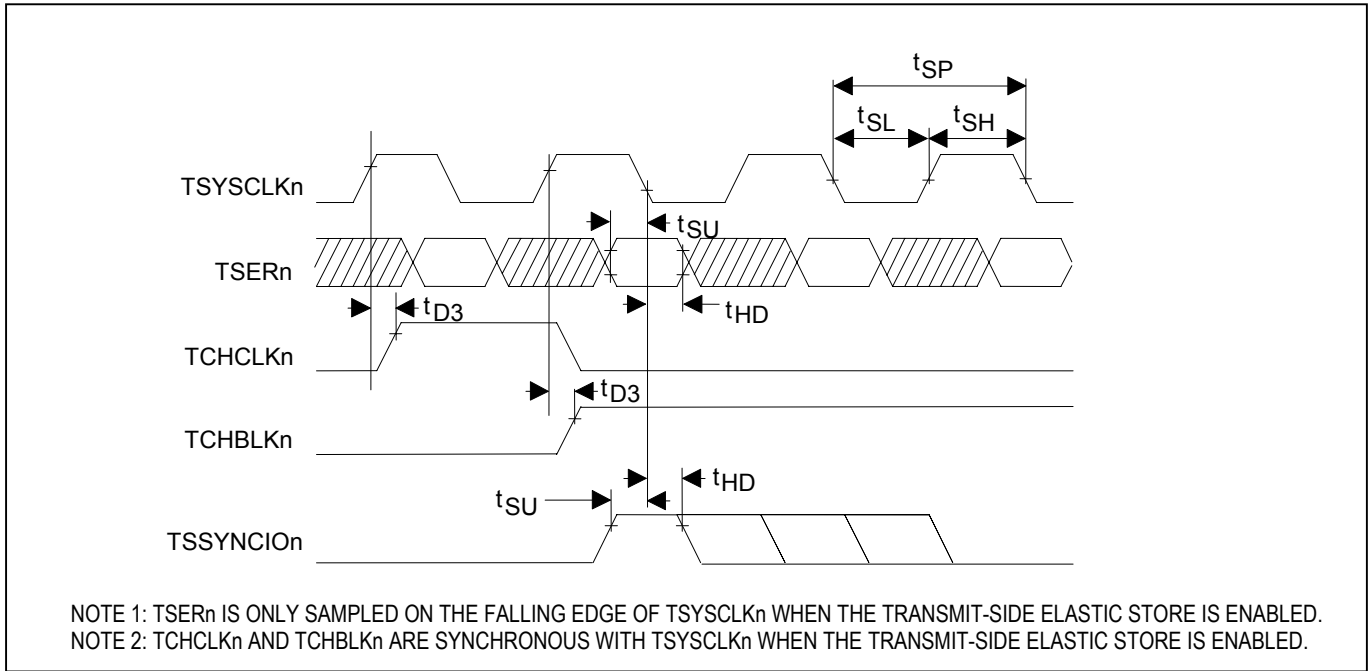 tSP
tSL tSH
TSYSCLKn
tSU
TSERn
tD3 tHD
TCHCLKn
tD3
TCHBLKn
tSU tHD
TSSYNCIOn
NOTE 1: TSERn IS ONLY SAMPLED ON THE FALLING EDGE OF TSYSCLKn WHEN THE TRANSMIT-SIDE ELASTIC STORE IS ENABLED.
NOTE 2: TCHCLKn AND TCHBLKn ARE SYNCHRONOUS WITH TSYSCLKn WHEN THE TRANSMIT-SIDE ELASTIC STORE IS ENABLED.